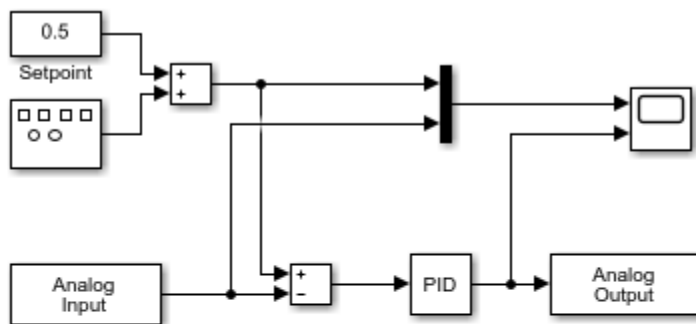 0.5
Setpoint
+
+
Analog
Input
+
−
PID
Analog
Output